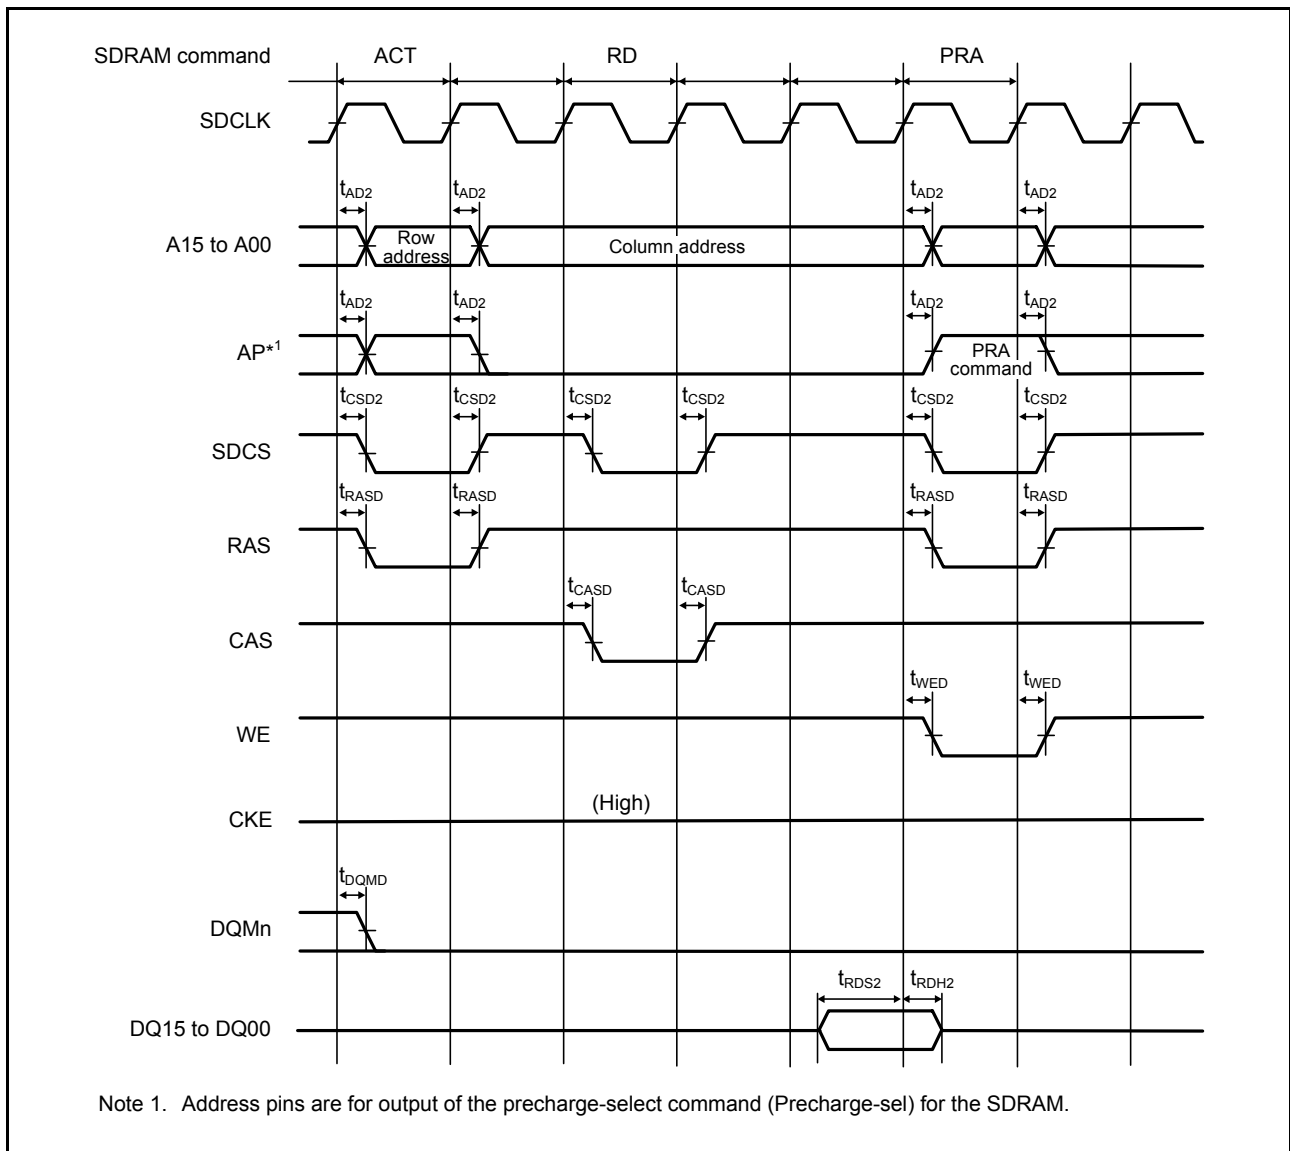 SDRAM command ACT RD PRA
SDCLK
tAD2 tAD2 tAD2 tAD2
A15 to A00 Row address Column address
tAD2 tAD2 tAD2 tAD2
AP*1 PRA command
tCSD2 tCSD2 tCSD2 tCSD2 tCSD2 tCSD2
SDCS
tRASD tRASD tRASD tRASD
RAS
tCASD tCASD
CAS
tWED tWED
WE
(High)
CKE
tDQMD
DQMn
tRDS2 tRDH2
DQ15 to DQ00
Note 1. Address pins are for output of the precharge-select command (Precharge-sel) for the SDRAM.